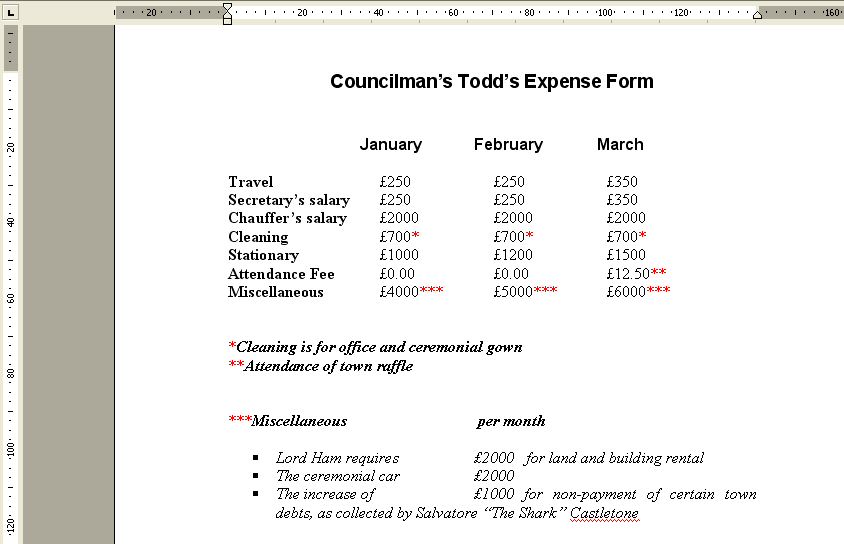 20 20 40 60 80 100 120 160
Councilman's Todd's Expense Form
January February March
Travel £250 £250 £350
Secretary's salary £250 £250 £350
Chauffer's salary £2000 £2000 £2000
Cleaning £700* £700* £700*
Stationary £1000 £1200 £1500
Attendance Fee £0.00 £0.00 £12.50**
Miscellaneous £4000*** £5000*** £6000***
*Cleaning is for office and ceremonial gown
**Attendance of town raffle
***Miscellaneous per month
▪ Lord Ham requires £2000 for land and building rental
▪ The ceremonial car £2000
▪ The increase of £1000 for non-payment of certain town
debts, as collected by Salvatore "The Shark" Castletone
20
40
60
80
100
120